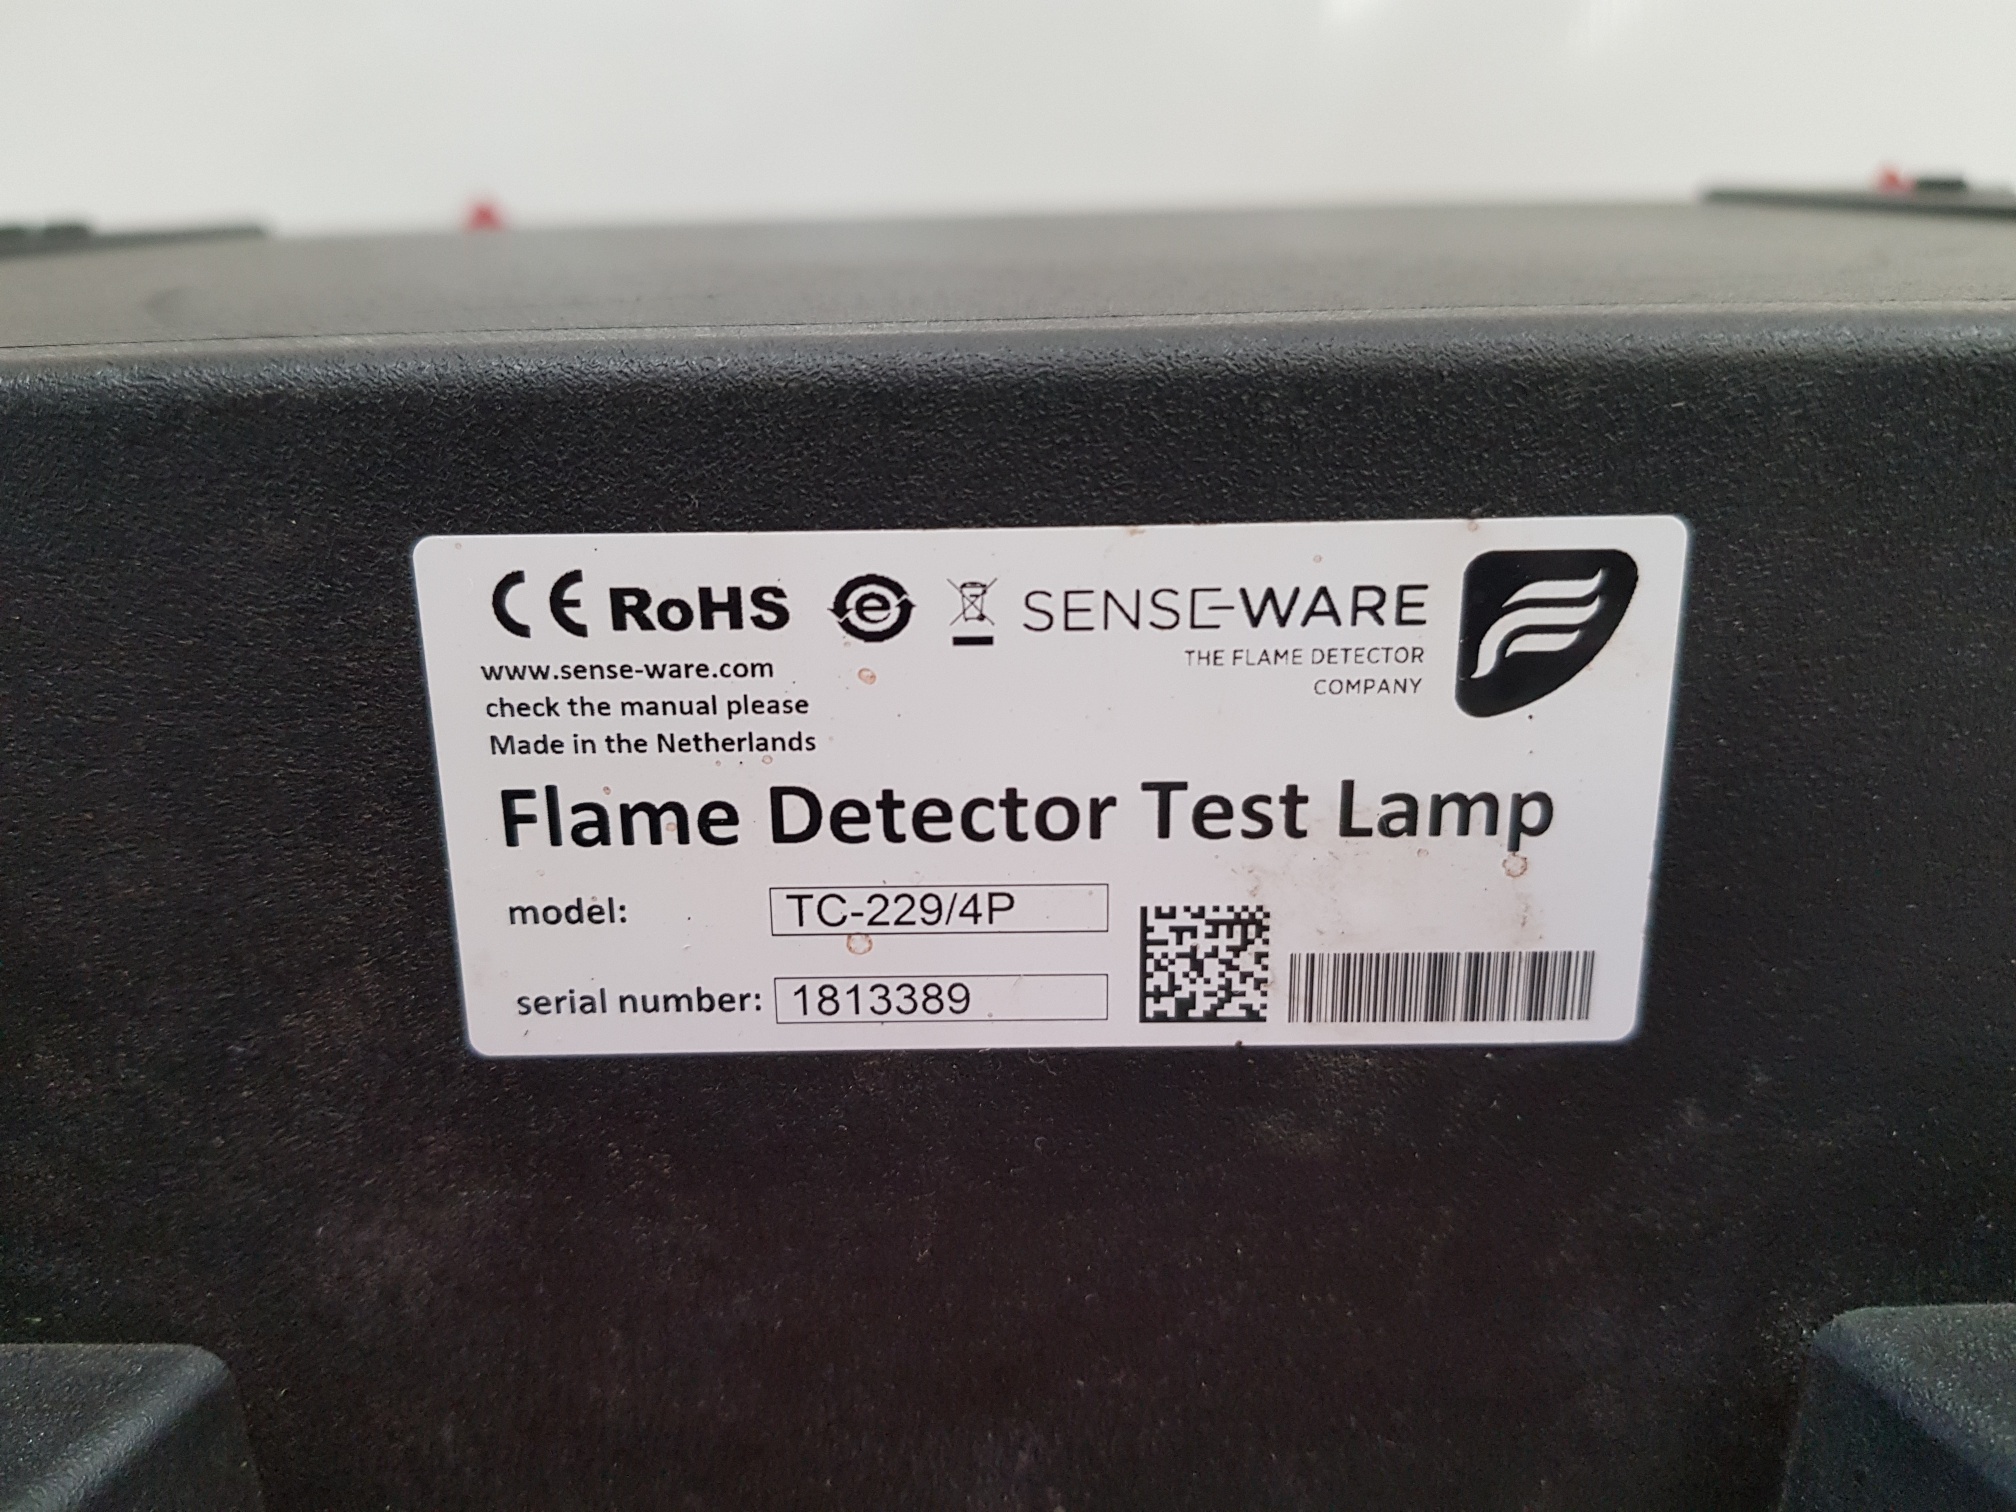 CE RoHS e SENSE-WARE
THE FLAME DETECTOR
COMPANY
www.sense-ware.com
check the manual please
Made in the Netherlands
Flame Detector Test Lamp
model: TC-229/4P
serial number: 1813389